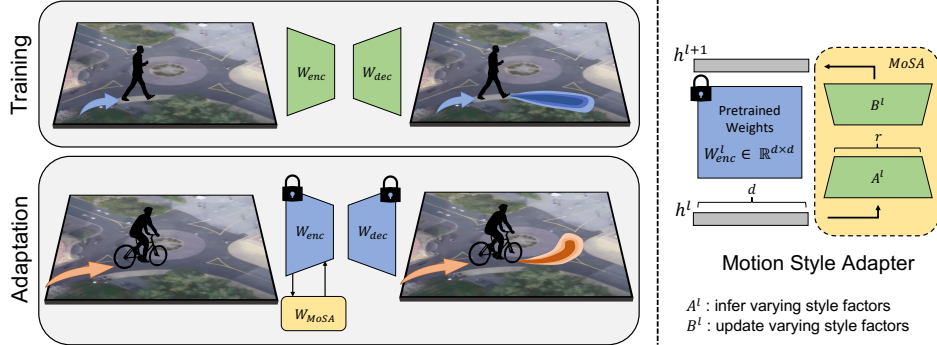 Training
W_enc
W_dec
Adaptation
W_enc
W_dec
W_MoSA
h^{l+1}
MoSA
Pretrained
Weights
W^l_enc ∈ ℝ^{d×d}
B^l
r
A^l
d
h^l
Motion Style Adapter
A^l : infer varying style factors
B^l : update varying style factors